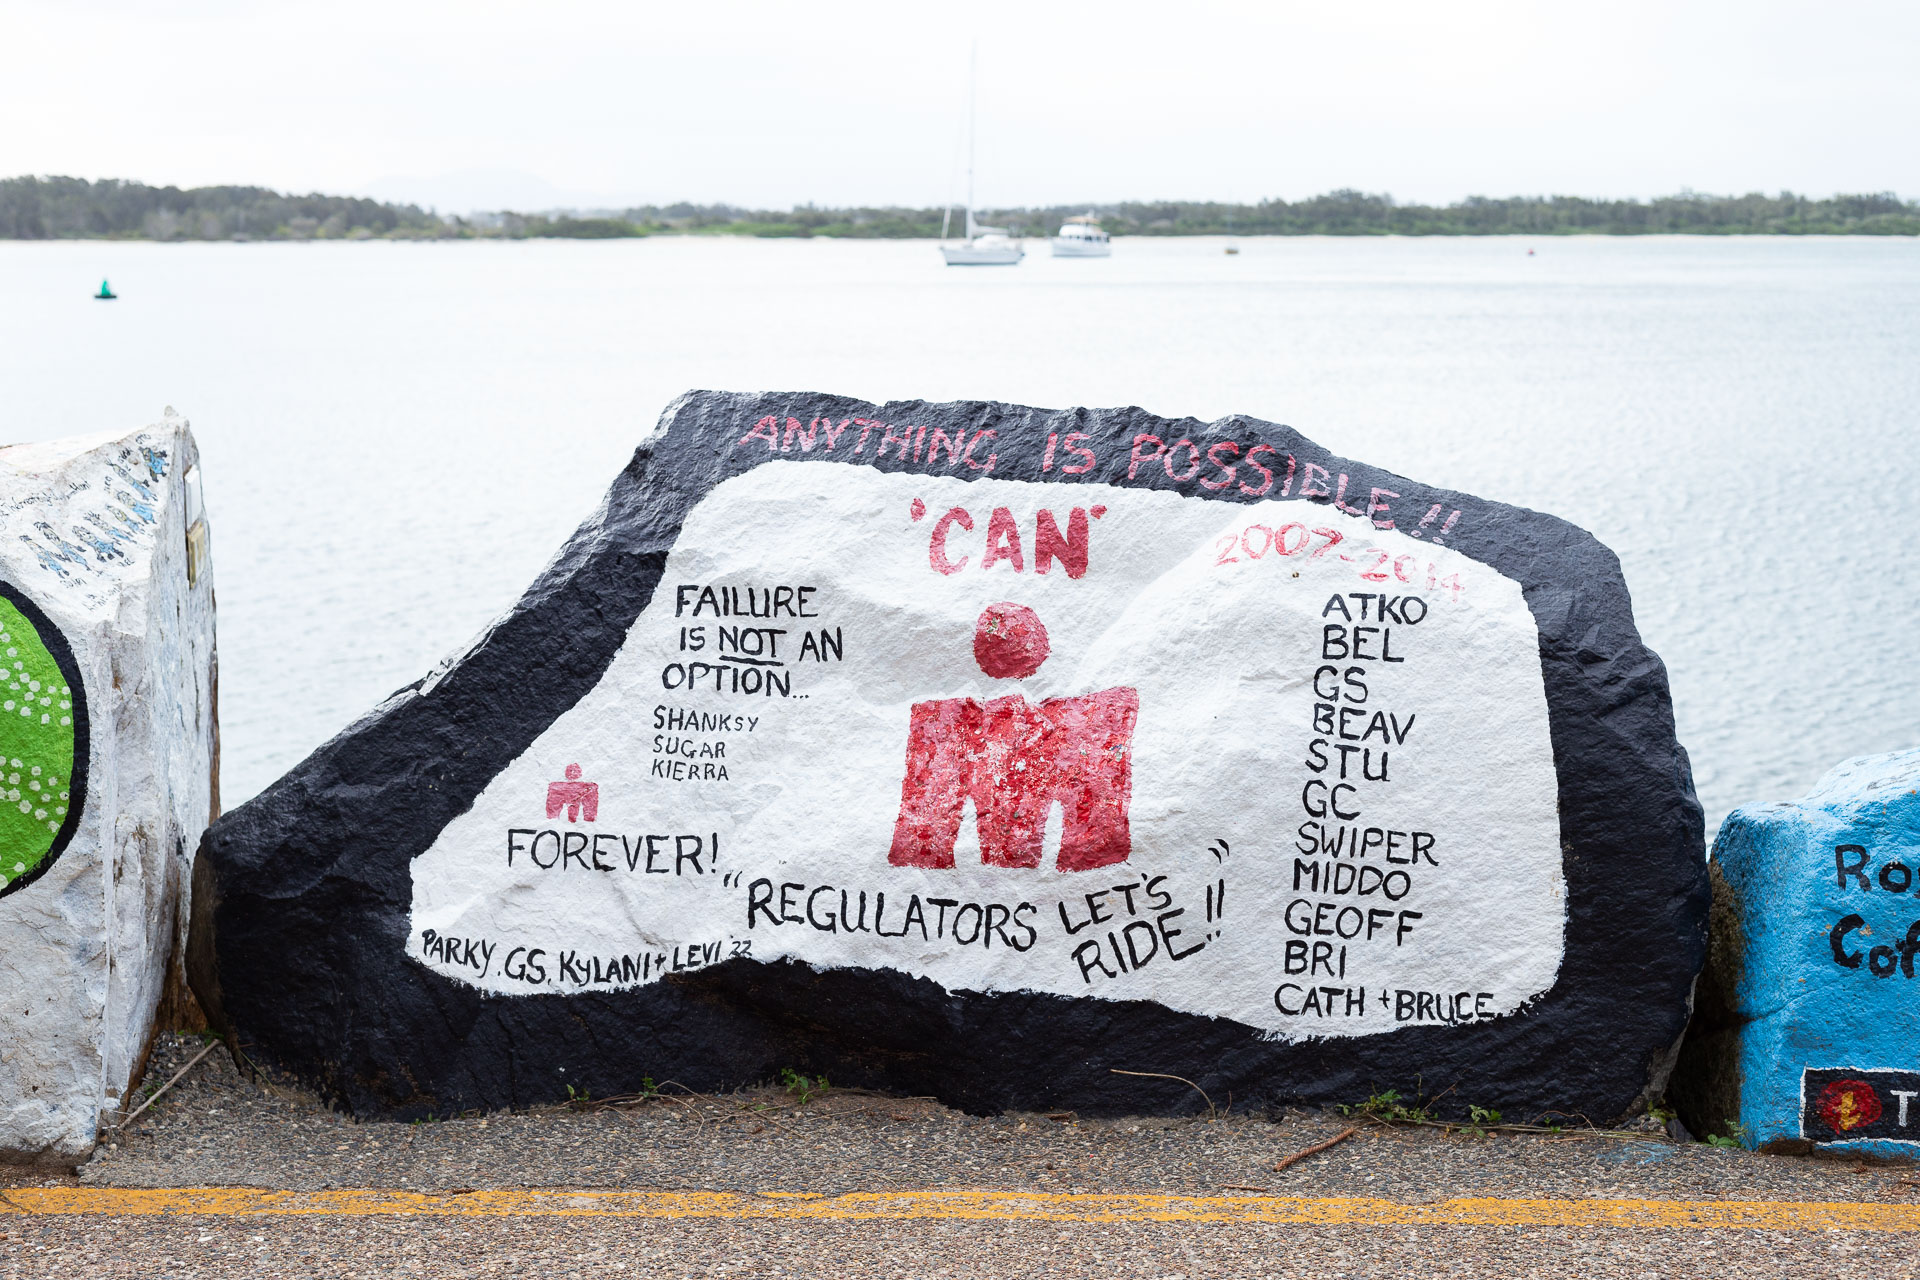 ANYTHING IS POSSIBLE!!
'CAN'
2007-2014
FAILURE
IS NOT AN
OPTION...
SHANKSY
SUGAR
KIERRA
FOREVER!
"REGULATORS LET'S
RIDE!!"
PARKY. GS. KYLANI + LEVI 22
ATKO
BEL
GS
BEAV
STU
GC
SWIPER
MIDDO
GEOFF
BRI
CATH + BRUCE.